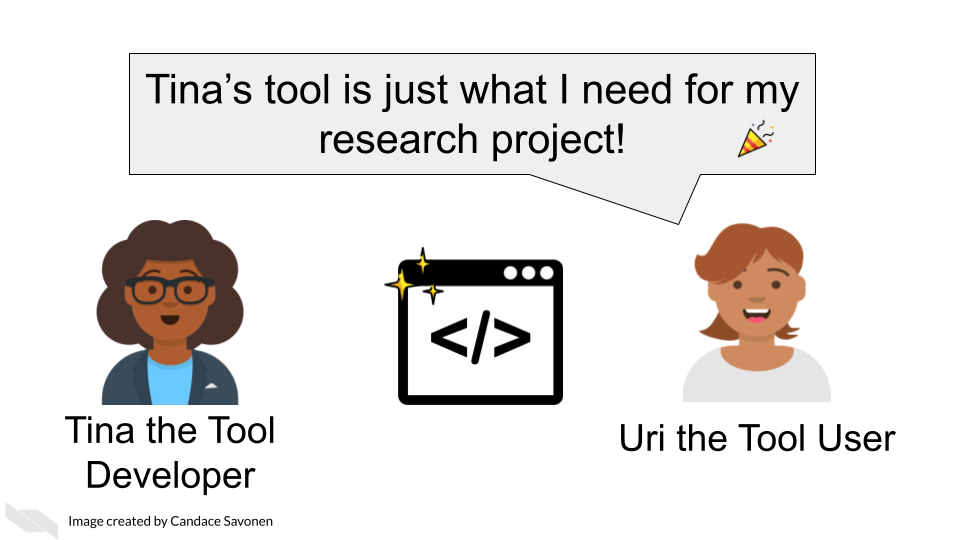 Tina’s tool is just what I need for my
research project!
</>
Tina the Tool
Developer
Uri the Tool User
Image created by Candace Savonen